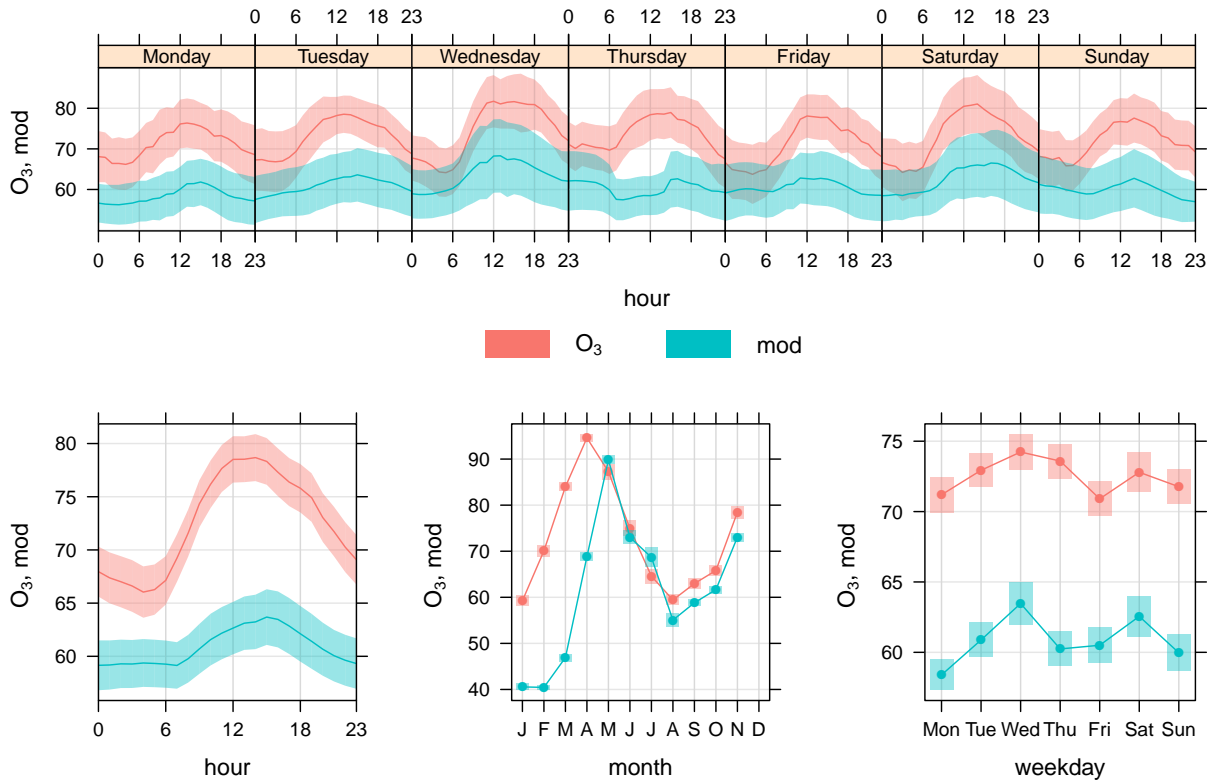 0 6 12 18 23 0 6 12 18 23 0 6 12 18 23
Monday Tuesday Wednesday Thursday Friday Saturday Sunday
O₃, mod
80
70
60
0 6 12 18 23 0 6 12 18 23 0 6 12 18 23 0 6 12 18 23
hour
O₃ mod
O₃, mod
80
75
70
65
60
0 6 12 18 23
hour
O₃, mod
90
80
70
60
50
40
J F M A M J J A S O N D
month
O₃, mod
75
70
65
60
Mon Tue Wed Thu Fri Sat Sun
weekday